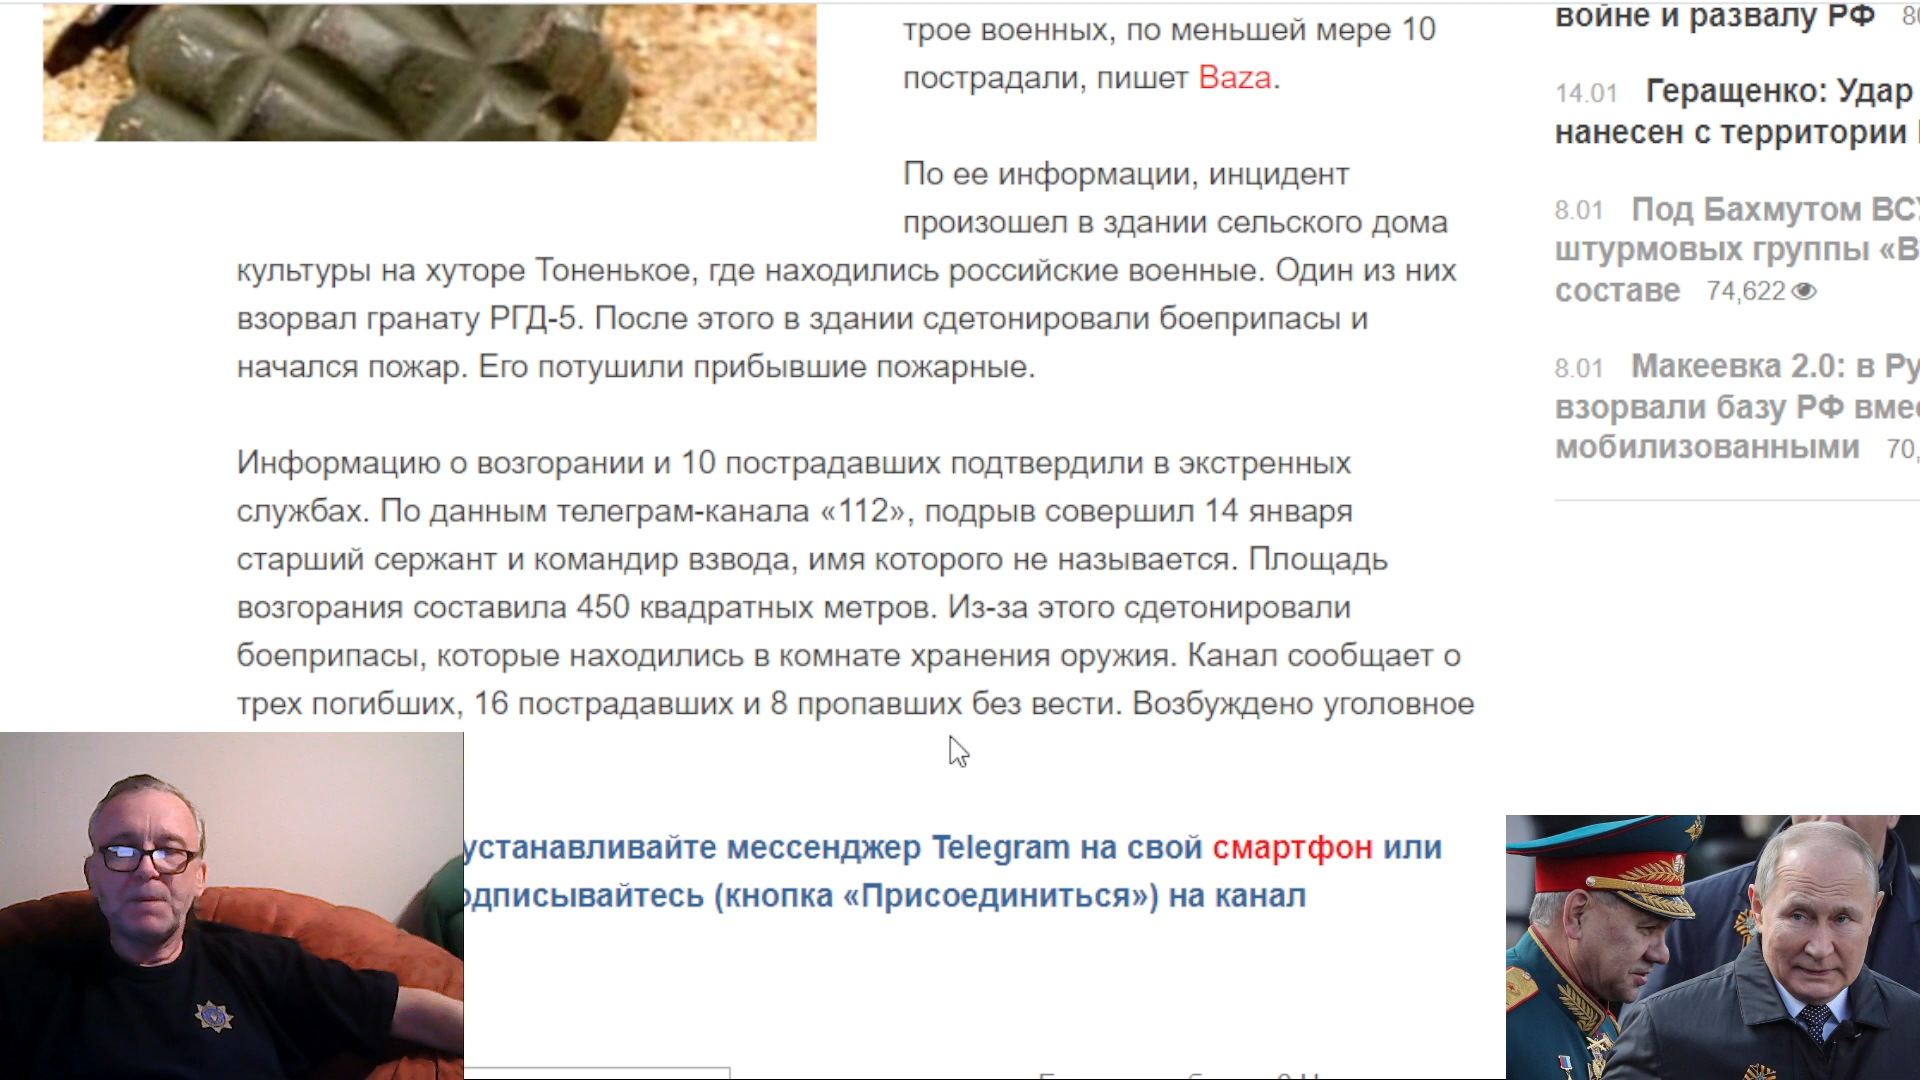 трое военных, по меньшей мере 10
пострадали, пишет Baza.
По ее информации, инцидент
произошел в здании сельского дома
культуры на хуторе Тоненькое, где находились российские военные. Один из них
взорвал гранату РГД-5. После этого в здании сдетонировали боеприпасы и
начался пожар. Его потушили прибывшие пожарные.
Информацию о возгорании и 10 пострадавших подтвердили в экстренных
службах. По данным телеграм-канала «112», подрыв совершил 14 января
старший сержант и командир взвода, имя которого не называется. Площадь
возгорания составила 450 квадратных метров. Из-за этого сдетонировали
боеприпасы, которые находились в комнате хранения оружия. Канал сообщает о
трех погибших, 16 пострадавших и 8 пропавших без вести. Возбуждено уголовное
устанавливайте мессенджер Telegram на свой смартфон или
одписывайтесь (кнопка «Присоединиться») на канал
войне и развалу РФ
14.01 Геращенко: Удар
нанесен с территории
8.01 Под Бахмутом ВС
штурмовых группы «В
составе 74,622
8.01 Макеевка 2.0: в Ру
взорвали базу РФ вме
мобилизованными 70,